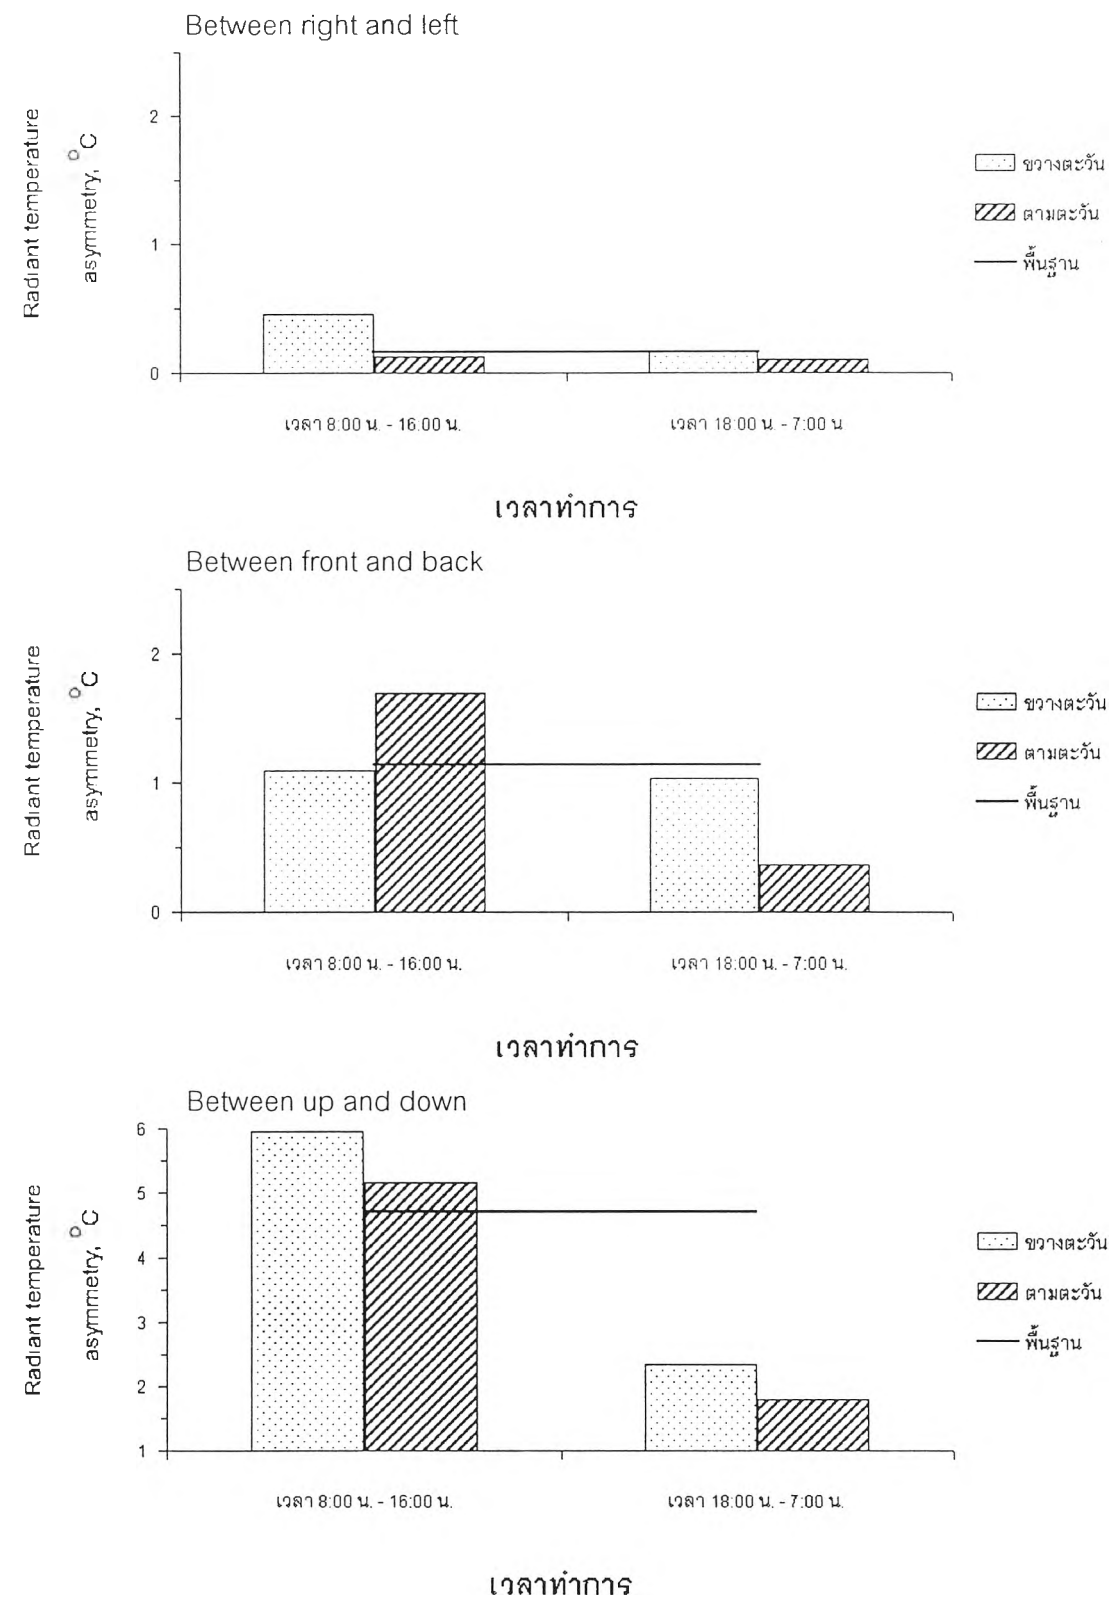 Between right and left
Radiant temperature
asymmetry, °C
2
1
0
ขวางตะวัน
ตามตะวัน
พื้นฐาน
เวลา 8:00 น. - 16:00 น.
เวลา 18:00 น. - 7:00 น
เวลาทำการ
Between front and back
Radiant temperature
asymmetry, °C
2
1
0
ขวางตะวัน
ตามตะวัน
พื้นฐาน
เวลา 8:00 น. - 16:00 น.
เวลา 18:00 น. - 7:00 น.
เวลาทำการ
Between up and down
Radiant temperature
asymmetry, °C
6
5
4
3
2
1
ขวางตะวัน
ตามตะวัน
พื้นฐาน
เวลา 8:00 น. - 16:00 น.
เวลา 18:00 น. - 7:00 น.
เวลาทำการ